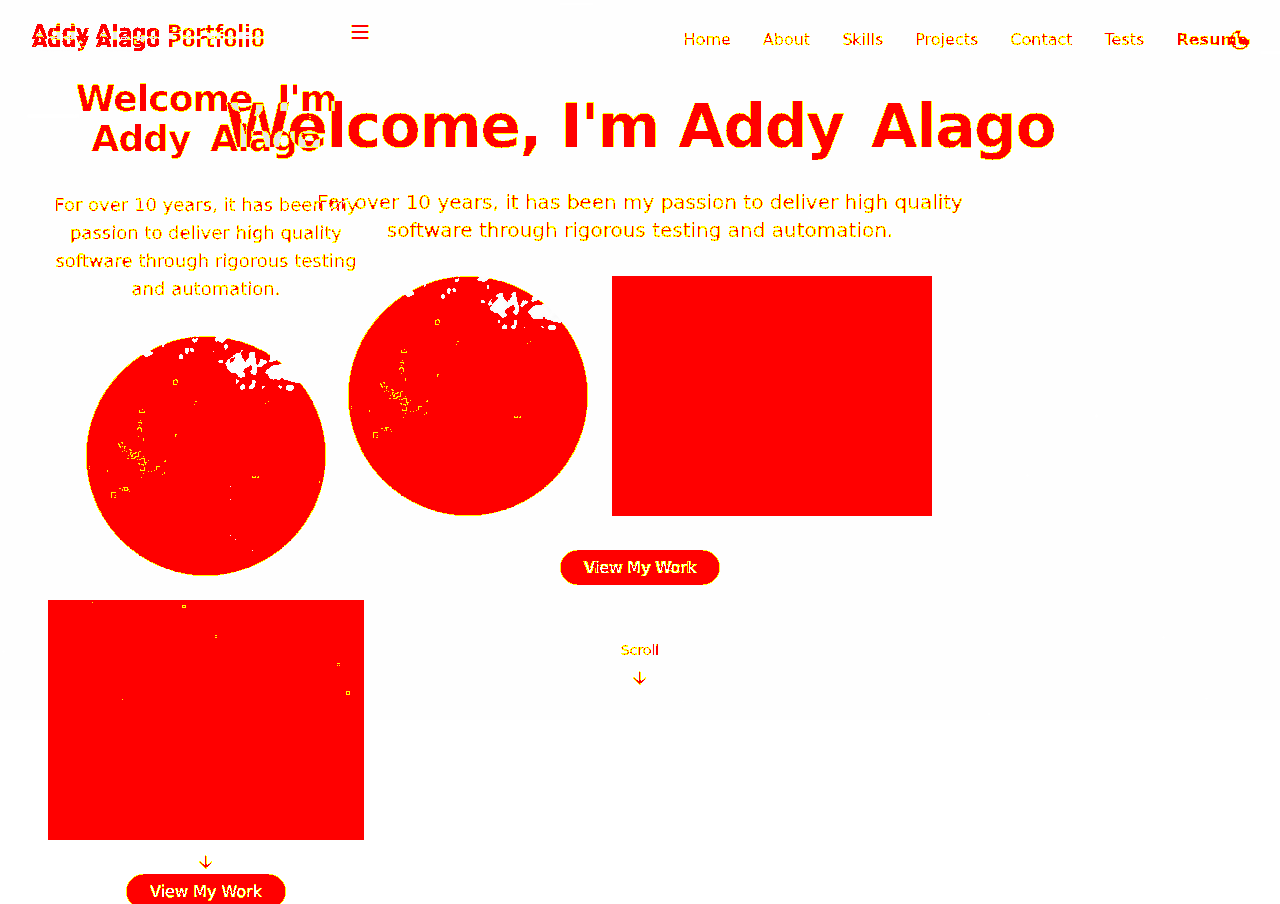 Addy Alago Portfolio
Addy Alago Portfolio
Home About Skills Projects Contact Tests Resume
Welcome, I'm
Addy Alago
Welcome, I'm Addy Alago
For over 10 years, it has been my
passion to deliver high quality
software through rigorous testing
and automation.
For over 10 years, it has been my passion to deliver high quality
software through rigorous testing and automation.
View My Work
Scroll
View My Work